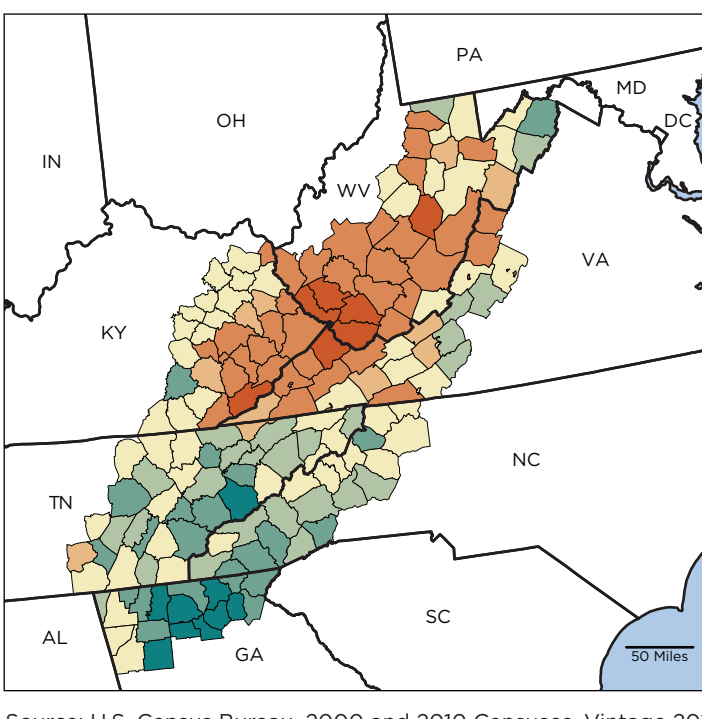 PA
MD
OH
DC
IN
WV
VA
KY
NC
TN
SC
AL
GA
50 Miles
Source: U.S. Census Bureau, 2000 and 2010 Censuses, Vintage